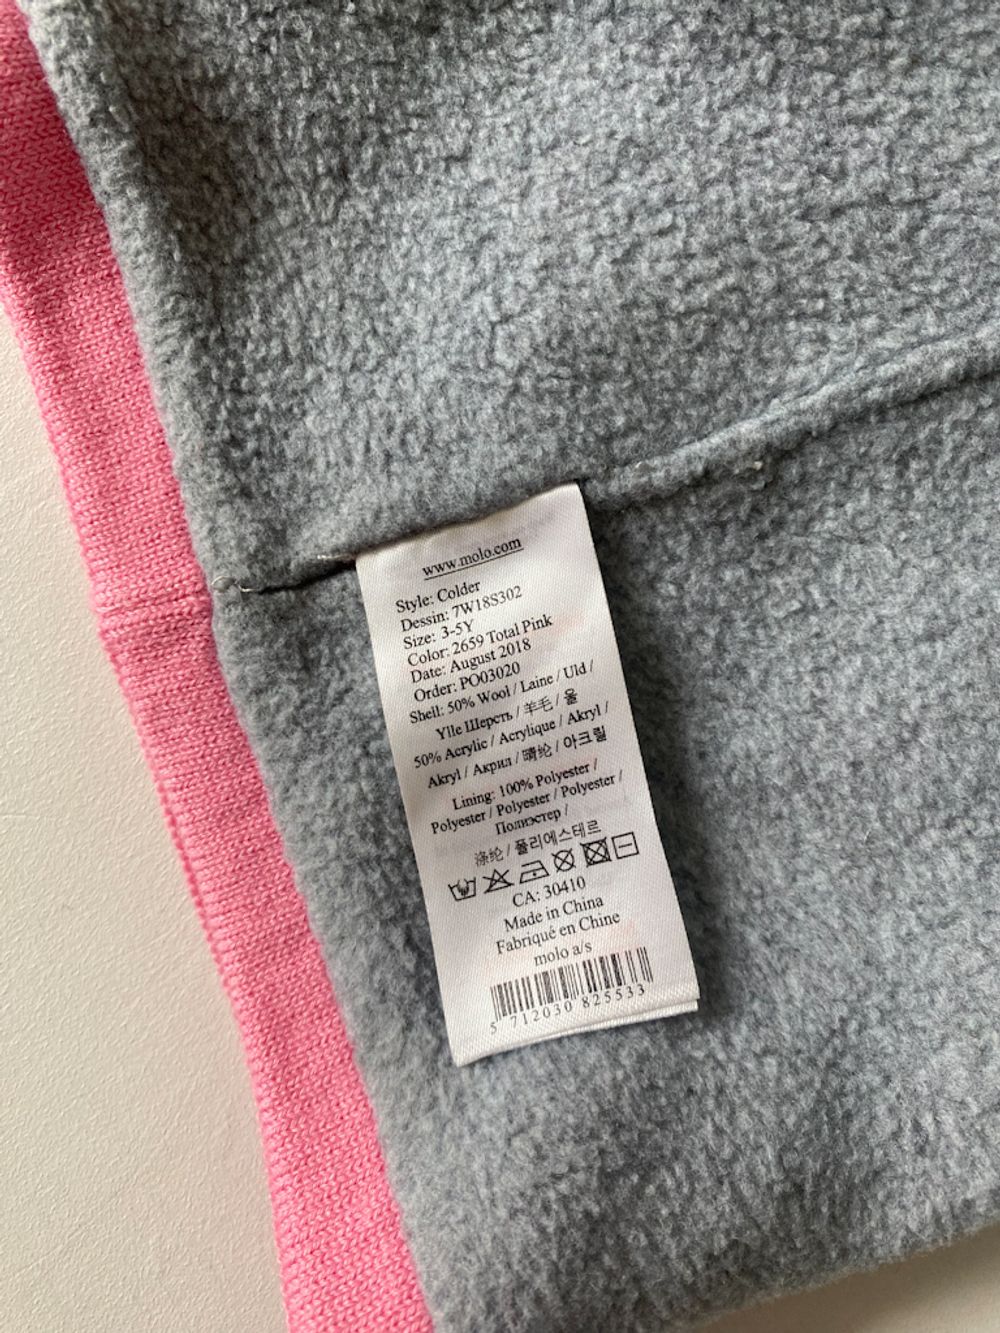 www.molo.com
Style: Colder
Dessin: 7W18S302
Size: 3-5Y
Color: 2659 Total Pink
Date: August 2018
Order: PO03020
Shell: 50% Wool / Laine / Uld /
Ylle Шерсть / 羊毛 / 울
50% Acrylic / Acrylique / Akryl /
Akryl / Акрил / 晴纶 / 아크릴
Lining: 100% Polyester /
Polyester / Polyester / Polyester /
Полиэстер /
涤纶 / 폴리에스테르
CA: 30410
Made in China
Fabriqué en Chine
molo a/s
5 712030 825533